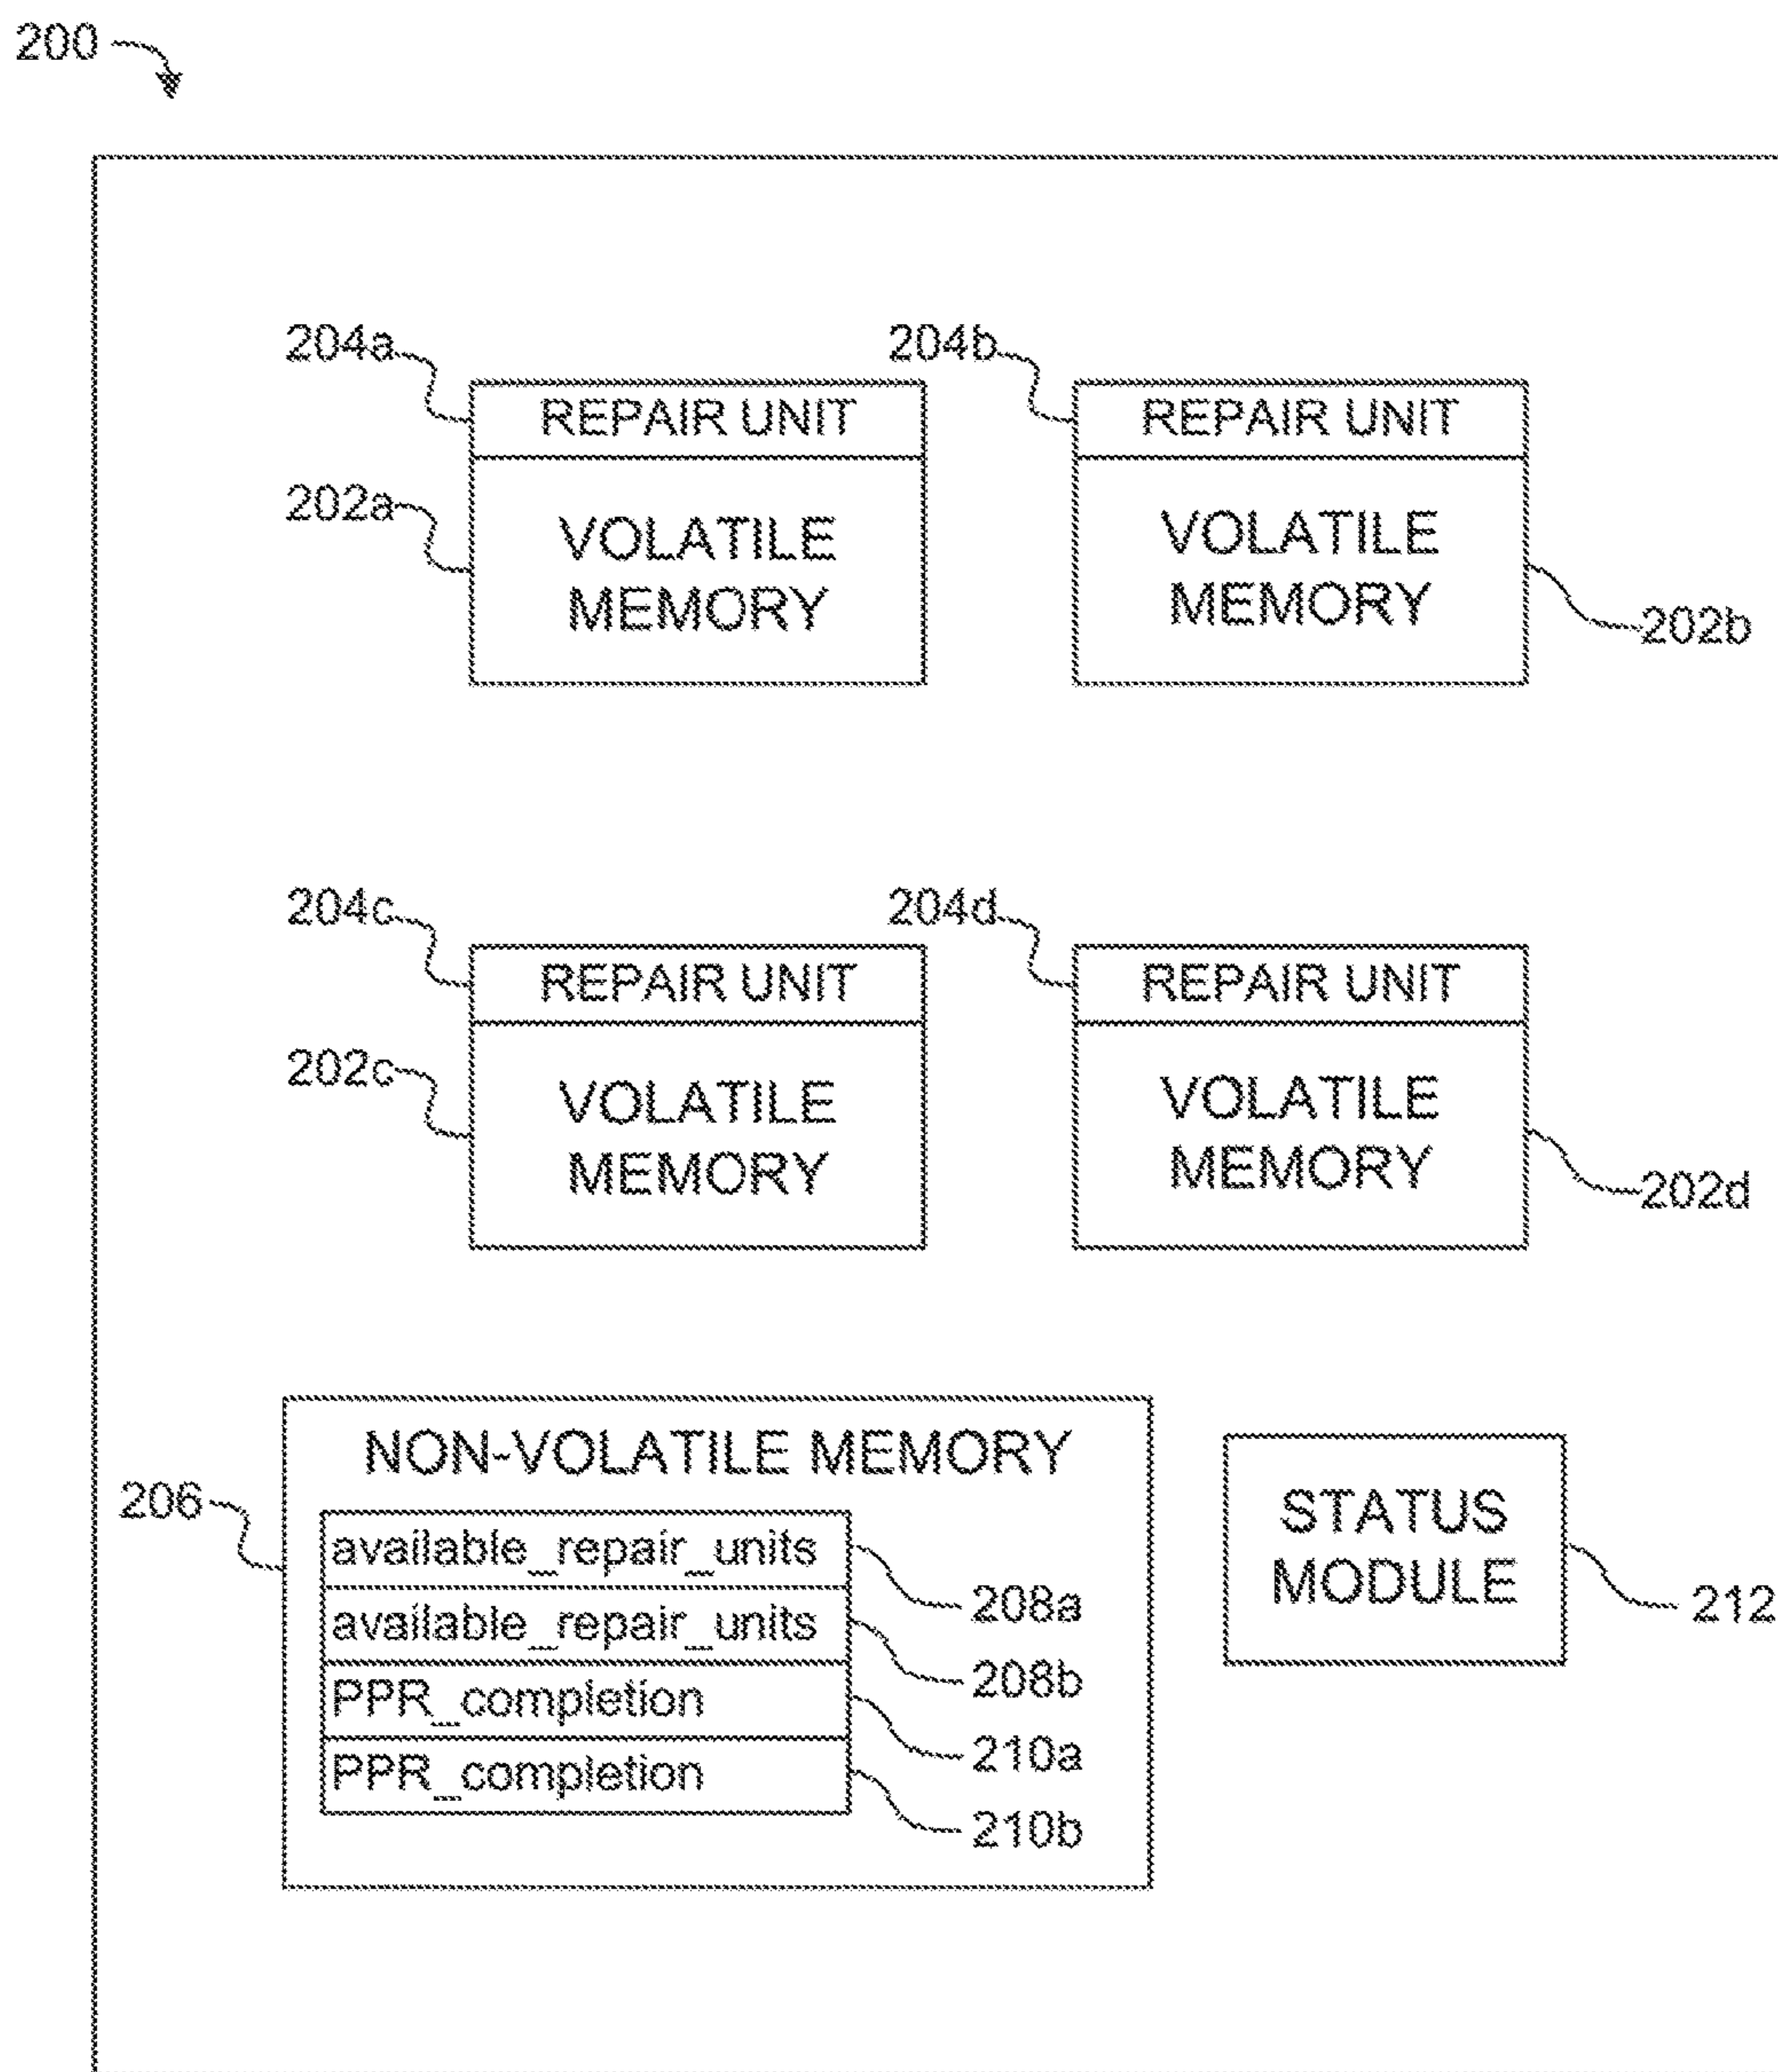 200
204a
204b
REPAIR UNIT
REPAIR UNIT
202a
VOLATILE
MEMORY
VOLATILE
MEMORY
202b
204c
204d
REPAIR UNIT
REPAIR UNIT
202c
VOLATILE
MEMORY
VOLATILE
MEMORY
202d
NON-VOLATILE MEMORY
206
available_repair_units
208a
available_repair_units
208b
PPR_completion
210a
PPR_completion
210b
STATUS
MODULE
212